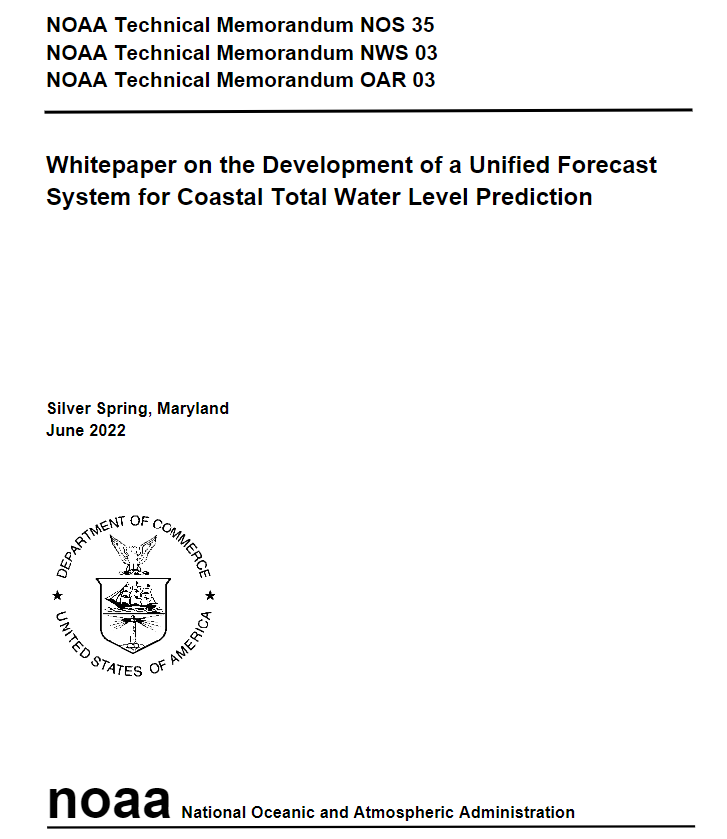 NOAA Technical Memorandum NOS 35
NOAA Technical Memorandum NWS 03
NOAA Technical Memorandum OAR 03
Whitepaper on the Development of a Unified Forecast
System for Coastal Total Water Level Prediction
Silver Spring, Maryland
June 2022
DEPARTMENT OF COMMERCE
UNITED STATES OF AMERICA
noaa National Oceanic and Atmospheric Administration